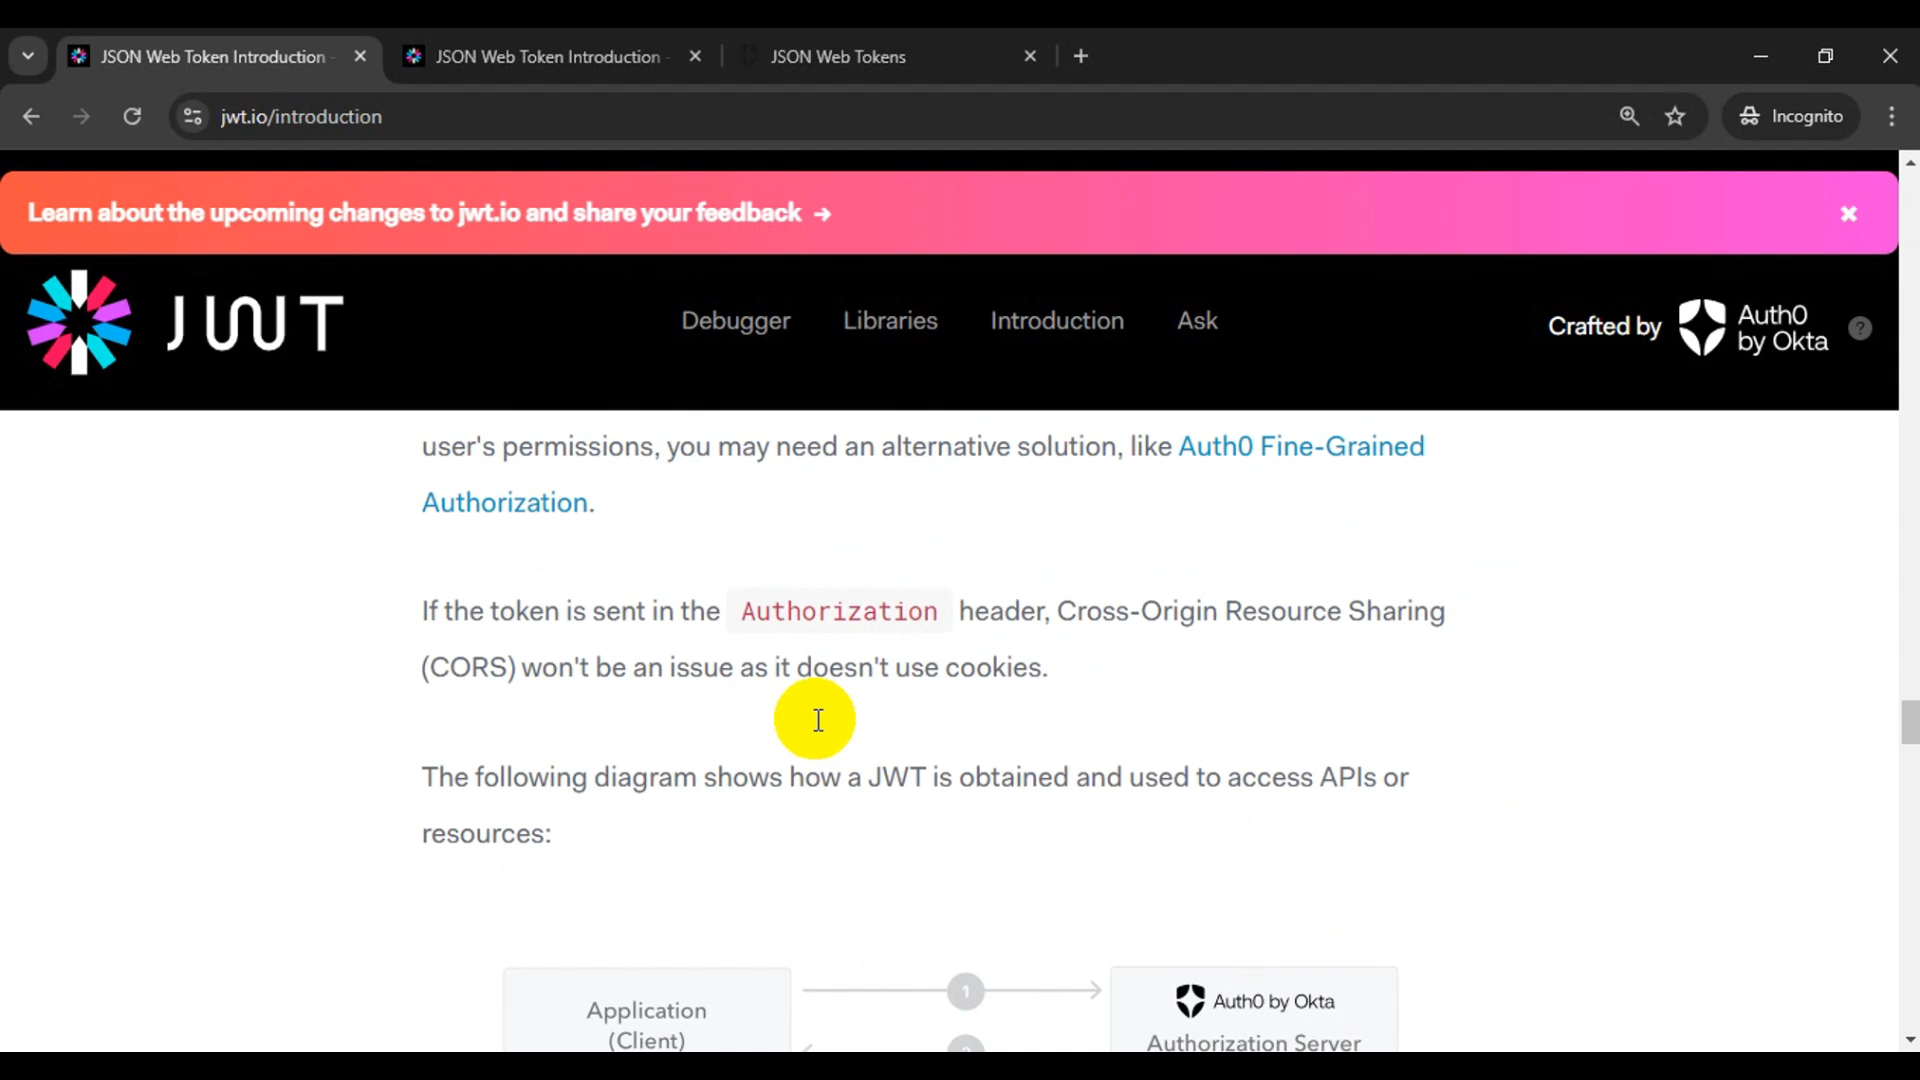 JSON Web Token Introduction -
JSON Web Token Introduction -
JSON Web Tokens
jwt.io/introduction
Incognito
Learn about the upcoming changes to jwt.io and share your feedback →
JWT
Debugger
Libraries
Introduction
Ask
Crafted by
Auth0
by Okta
?
user's permissions, you may need an alternative solution, like Auth0 Fine-Grained
Authorization.
If the token is sent in the Authorization header, Cross-Origin Resource Sharing
(CORS) won't be an issue as it doesn't use cookies.
The following diagram shows how a JWT is obtained and used to access APIs or
resources:
Application
(Client)
1
Auth0 by Okta
Authorization Server